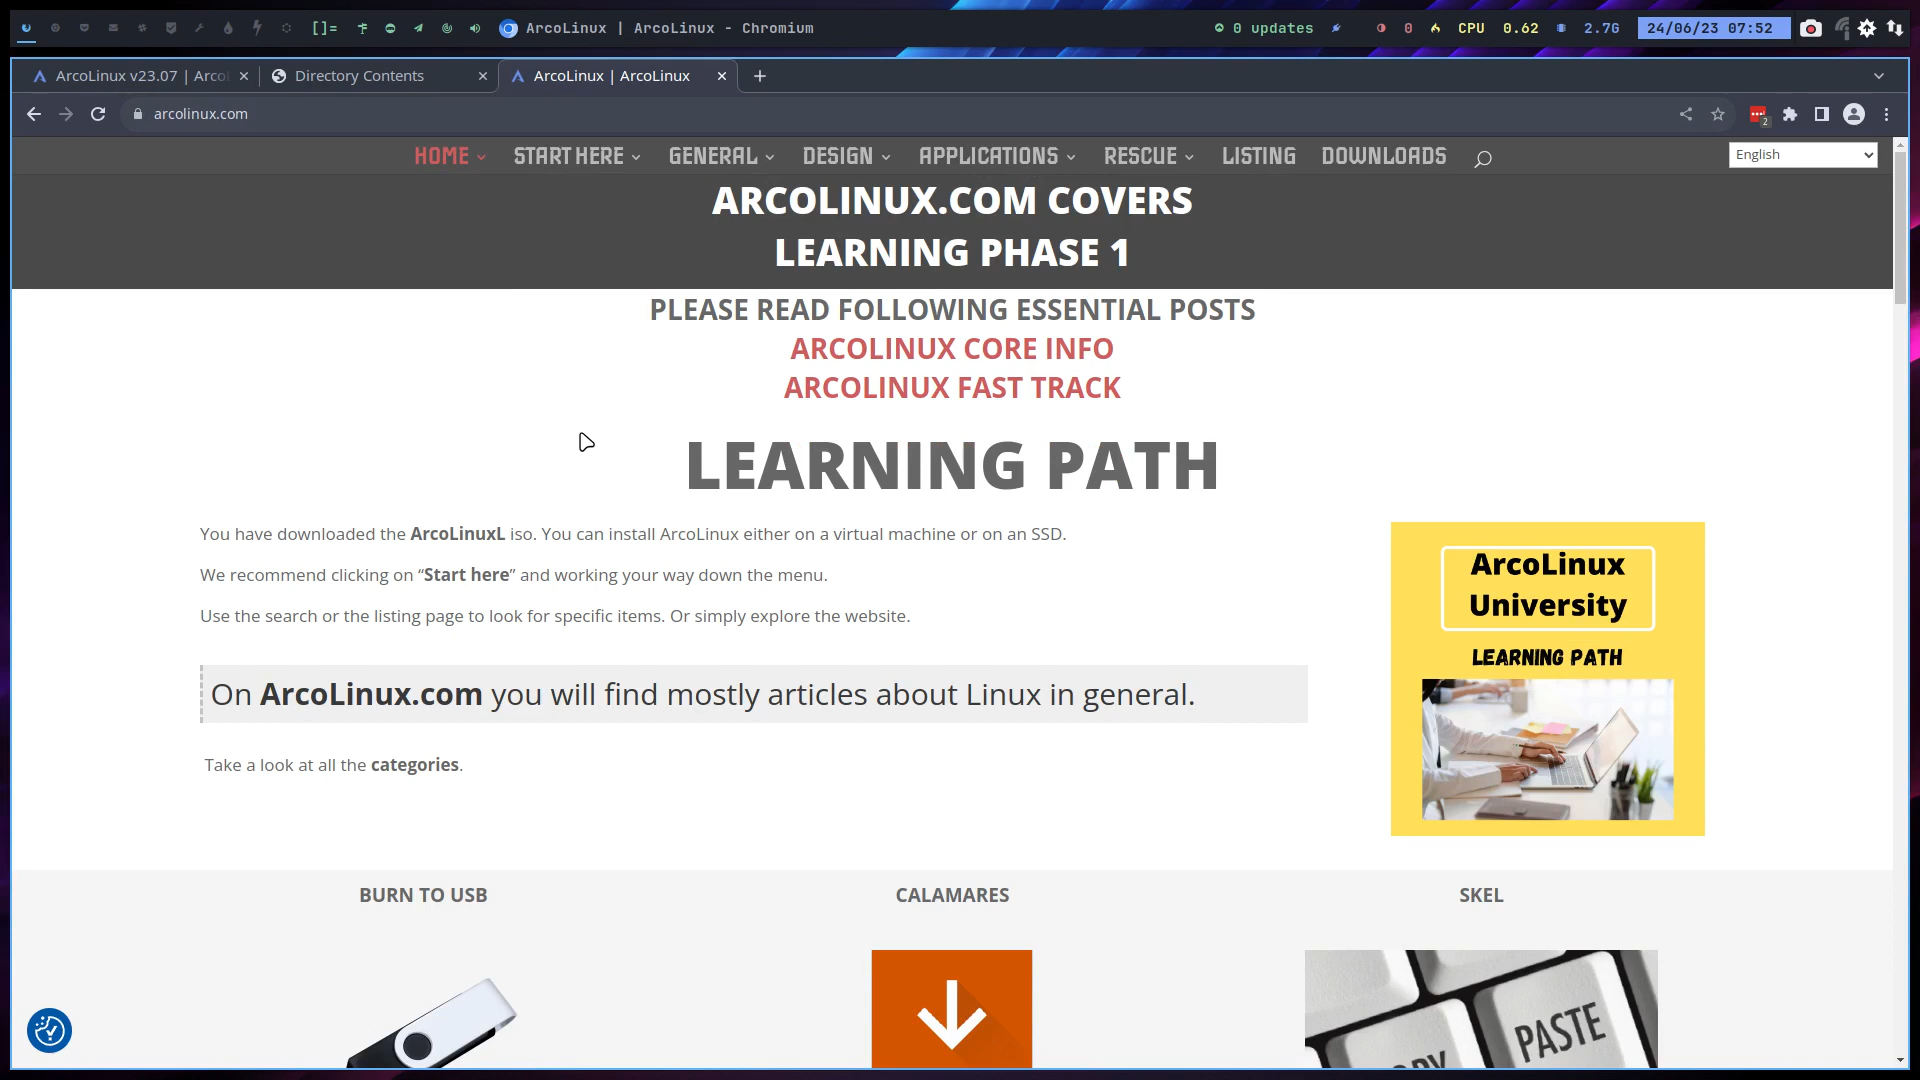 []=
ArcoLinux | ArcoLinux - Chromium
0 updates
0
CPU 0.62
2.7G
24/06/23 07:52
ArcoLinux v23.07 | Arcol
Directory Contents
ArcoLinux | ArcoLinux
arcolinux.com
2
HOME
START HERE
GENERAL
DESIGN
APPLICATIONS
RESCUE
LISTING
DOWNLOADS
English
ARCOLINUX.COM COVERS
LEARNING PHASE 1
PLEASE READ FOLLOWING ESSENTIAL POSTS
ARCOLINUX CORE INFO
ARCOLINUX FAST TRACK
LEARNING PATH
You have downloaded the ArcoLinuxL iso. You can install ArcoLinux either on a virtual machine or on an SSD.
We recommend clicking on “Start here” and working your way down the menu.
Use the search or the listing page to look for specific items. Or simply explore the website.
On ArcoLinux.com you will find mostly articles about Linux in general.
Take a look at all the categories.
ArcoLinux
University
LEARNING PATH
BURN TO USB
CALAMARES
SKEL
PASTE